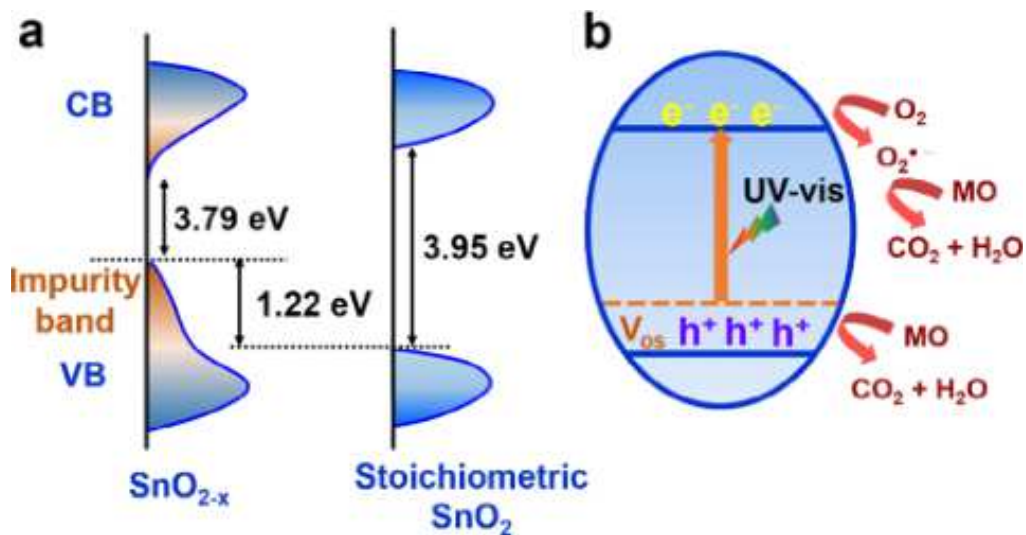 a
CB
3.79 eV
Impurity
band
1.22 eV
VB
3.95 eV
SnO₂₋ₓ
Stoichiometric
SnO₂
b
e⁻ e⁻ e⁻
O₂
O₂•⁻
UV-vis
MO
CO₂ + H₂O
Vₒₛ h⁺ h⁺ h⁺
MO
CO₂ + H₂O